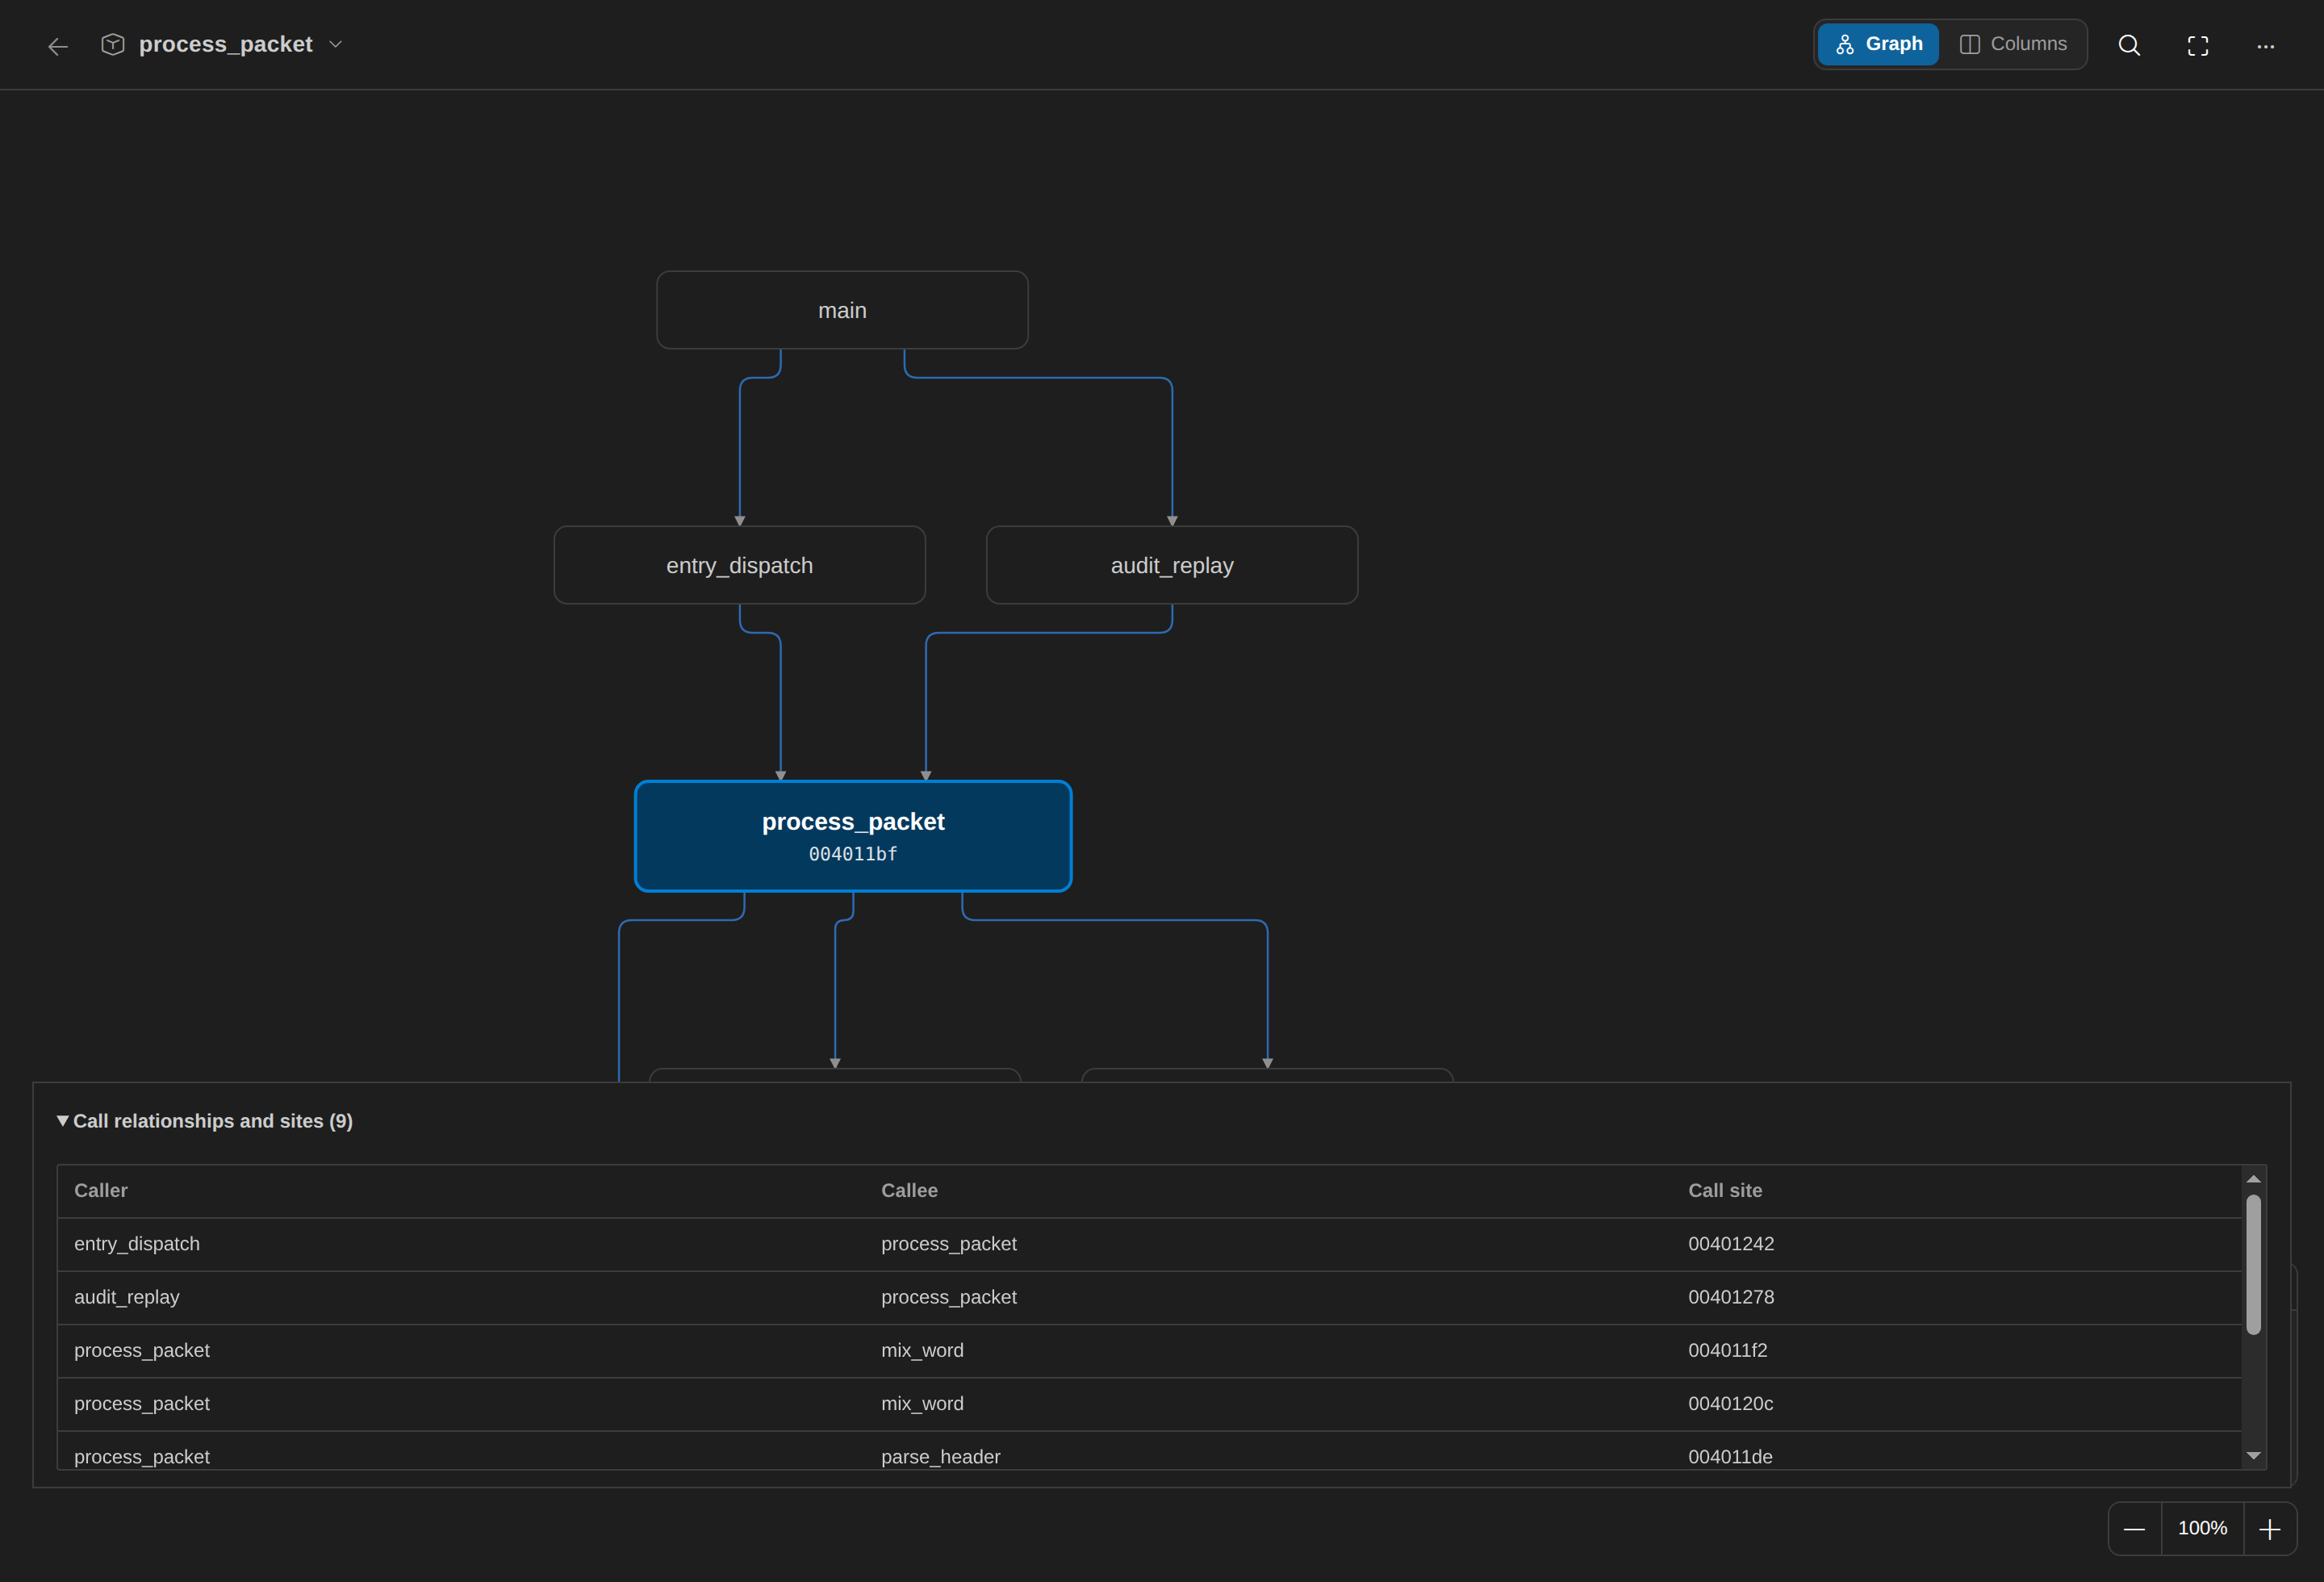 process_packet
Graph
Columns
main
entry_dispatch
audit_replay
process_packet
004011bf
Call relationships and sites (9)
Caller Callee Call site
entry_dispatch process_packet 00401242
audit_replay process_packet 00401278
process_packet mix_word 004011f2
process_packet mix_word 0040120c
process_packet parse_header 004011de
100%